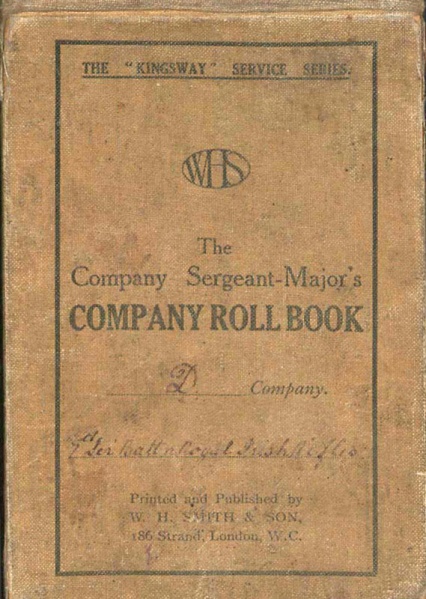 THE "KINGSWAY" SERVICE SERIES.
WHS
The
Company Sergeant-Major's
COMPANY ROLL BOOK
D Company.
Battn Royal Irish Rifles
Printed and Published by
W. H. SMITH & SON,
186 Strand, London, W.C.